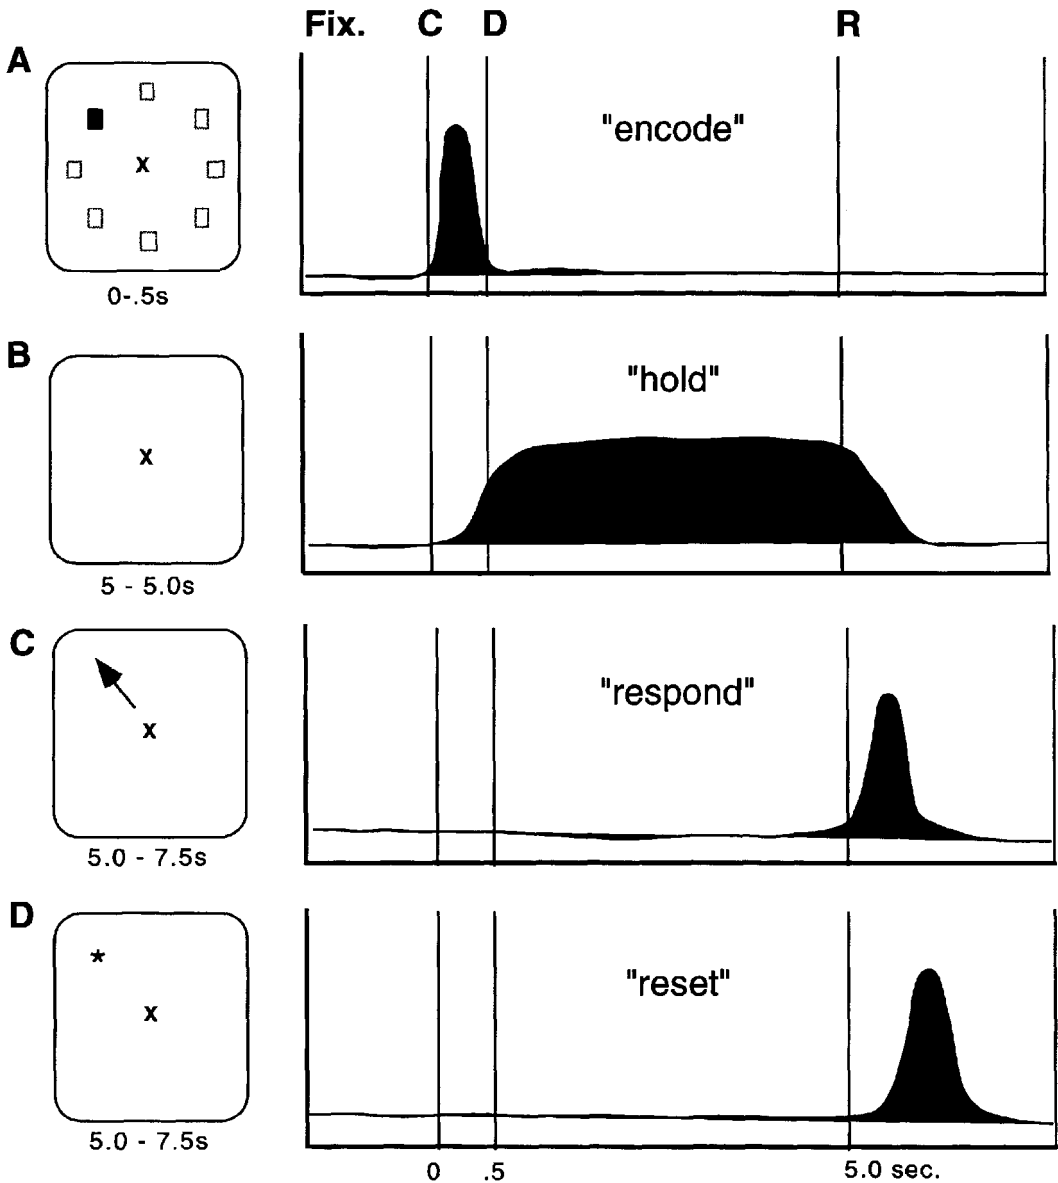 Fix. C D R
A
x
"encode"
0-.5s
B
x
"hold"
5 - 5.0s
C
x
"respond"
5.0 - 7.5s
D
*
x
"reset"
5.0 - 7.5s
0 .5 5.0 sec.